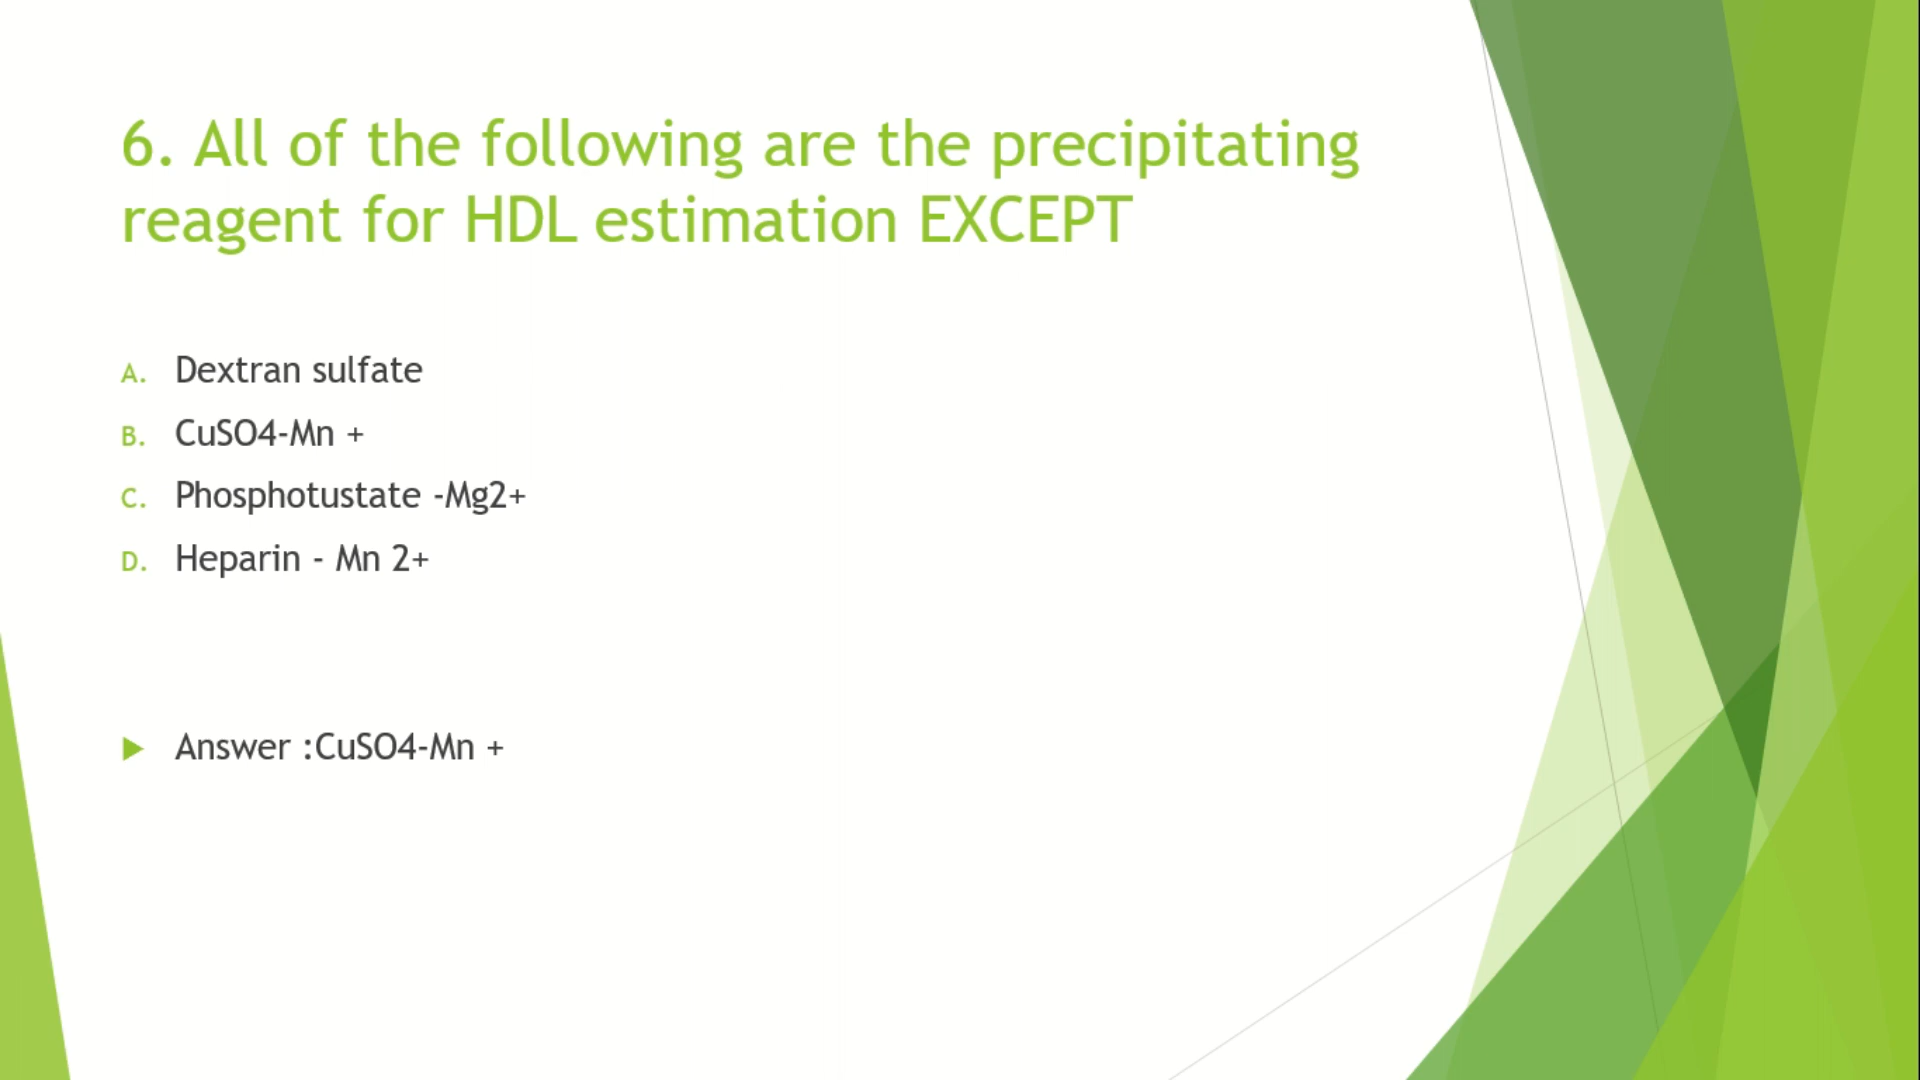 6. All of the following are the precipitating
reagent for HDL estimation EXCEPT
A. Dextran sulfate
B. CuSO4-Mn +
C. Phosphotustate -Mg2+
D. Heparin - Mn 2+
Answer :CuSO4-Mn +